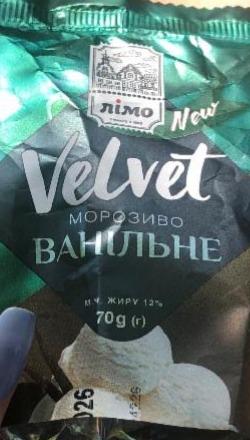 лімо
New
Velvet
МОРОЗИВО
ВАНІЛЬНЕ
М.Ч. ЖИРУ 12%
70g (г)